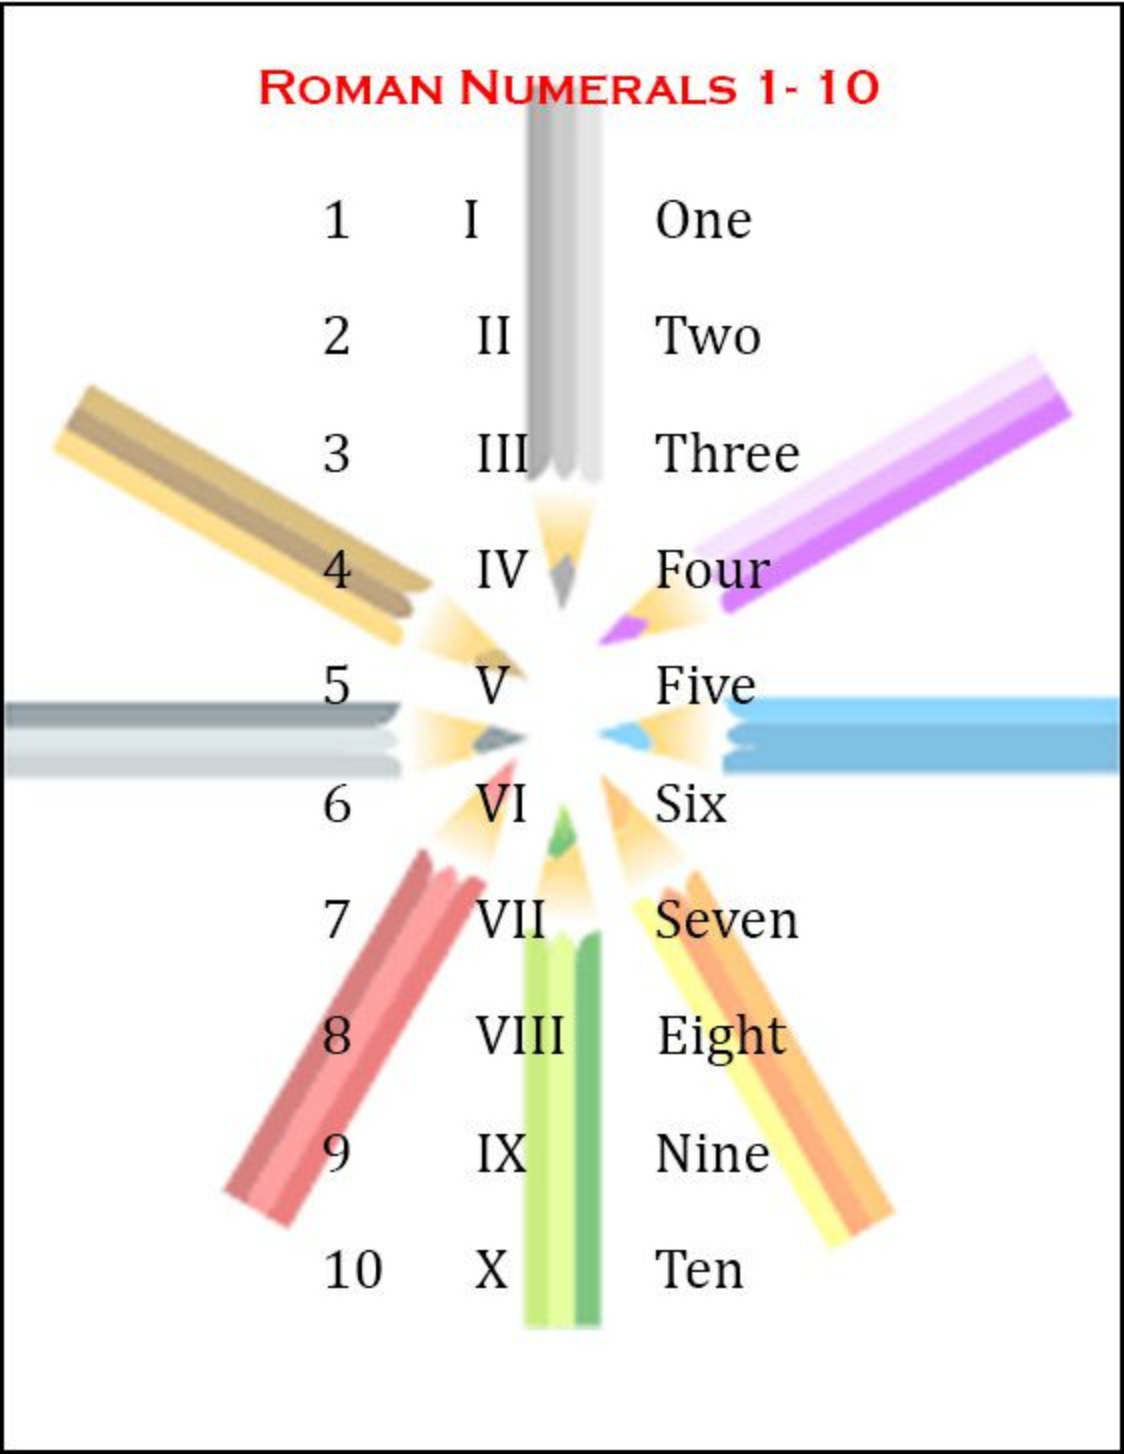 ROMAN NUMERALS 1- 10
1 I One
2 II Two
3 III Three
4 IV Four
5 V Five
6 VI Six
7 VII Seven
8 VIII Eight
9 IX Nine
10 X Ten